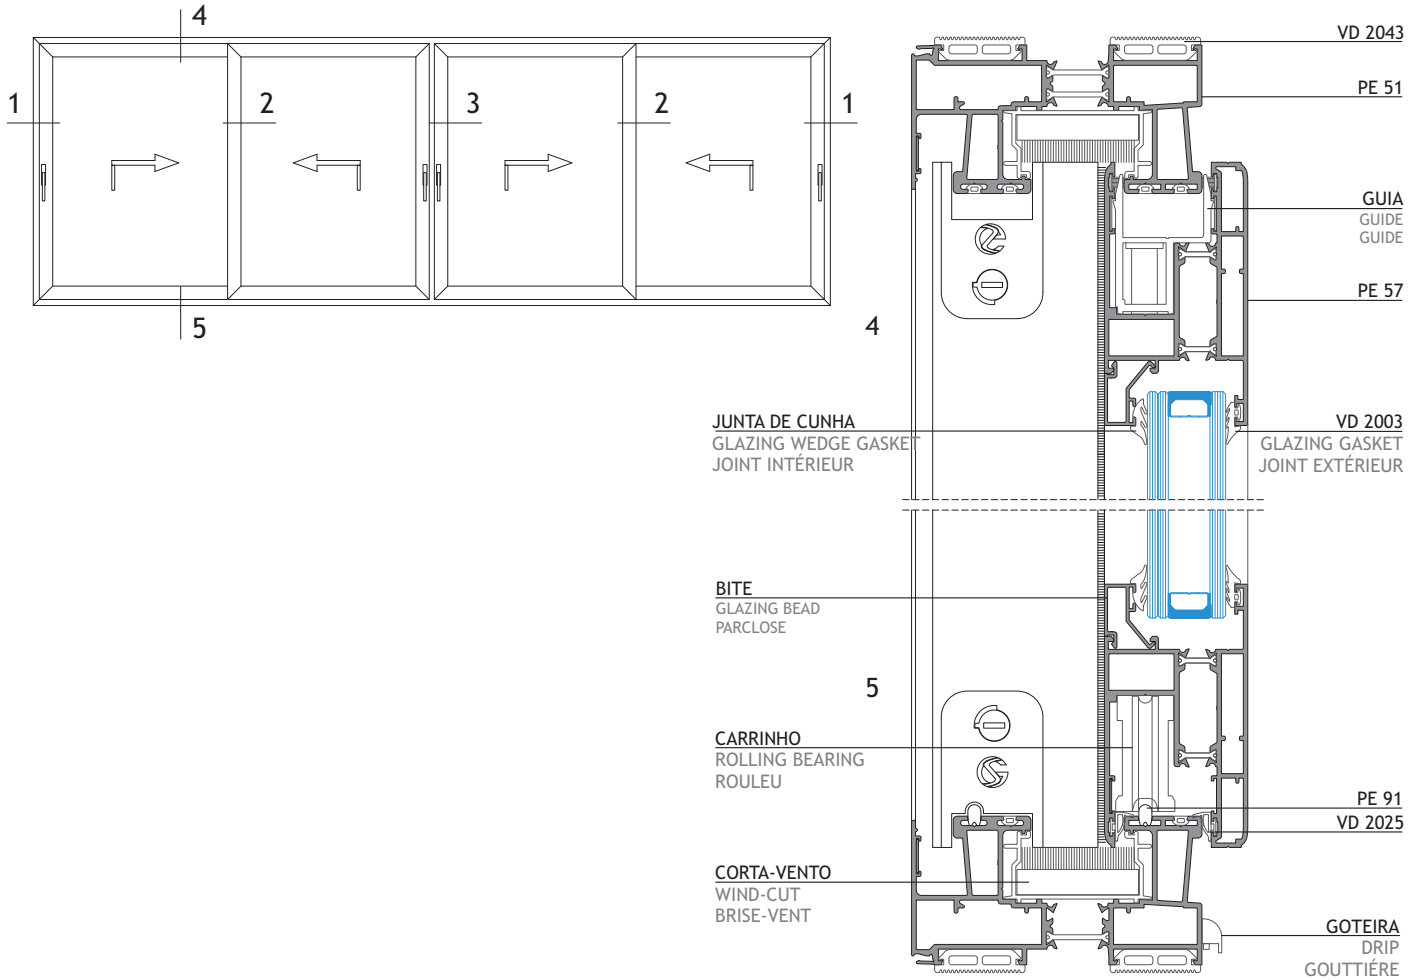 4
1
2
3
2
1
5
VD 2043
PE 51
GUIA
GUIDE
GUIDE
PE 57
4
JUNTA DE CUNHA
GLAZING WEDGE GASKET
JOINT INTÉRIEUR
VD 2003
GLAZING GASKET
JOINT EXTÉRIEUR
BITE
GLAZING BEAD
PARCLOSE
5
CARRINHO
ROLLING BEARING
ROULEU
PE 91
VD 2025
CORTA-VENTO
WIND-CUT
BRISE-VENT
GOTEIRA
DRIP
GOUTTIÉRE